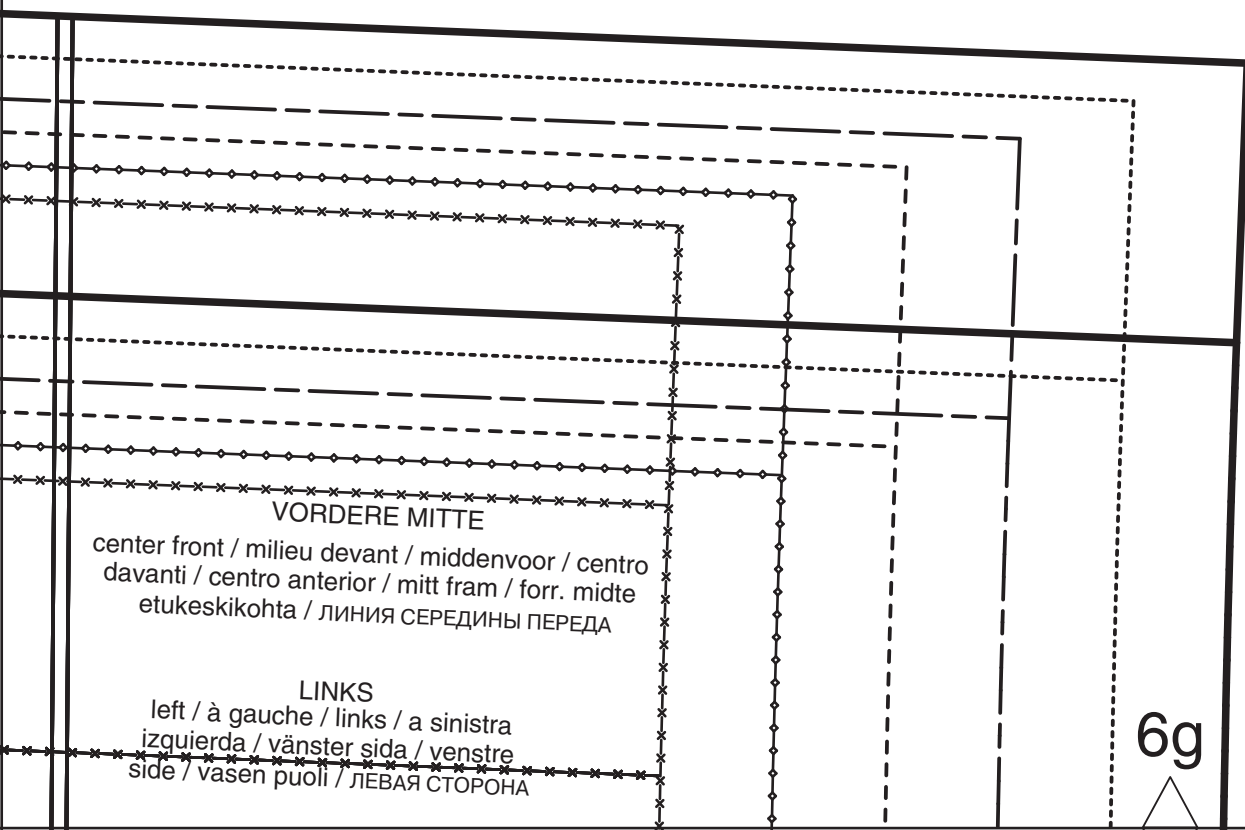 VORDERE MITTE
center front / milieu devant / middenvoor / centro
davanti / centro anterior / mitt fram / forr. midte
etukeskikohta / ЛИНИЯ СЕРЕДИНЫ ПЕРЕДА
LINKS
left / à gauche / links / a sinistra
izquierda / vänster sida / venstre
side / vasen puoli / ЛЕВАЯ СТОРОНА
6g